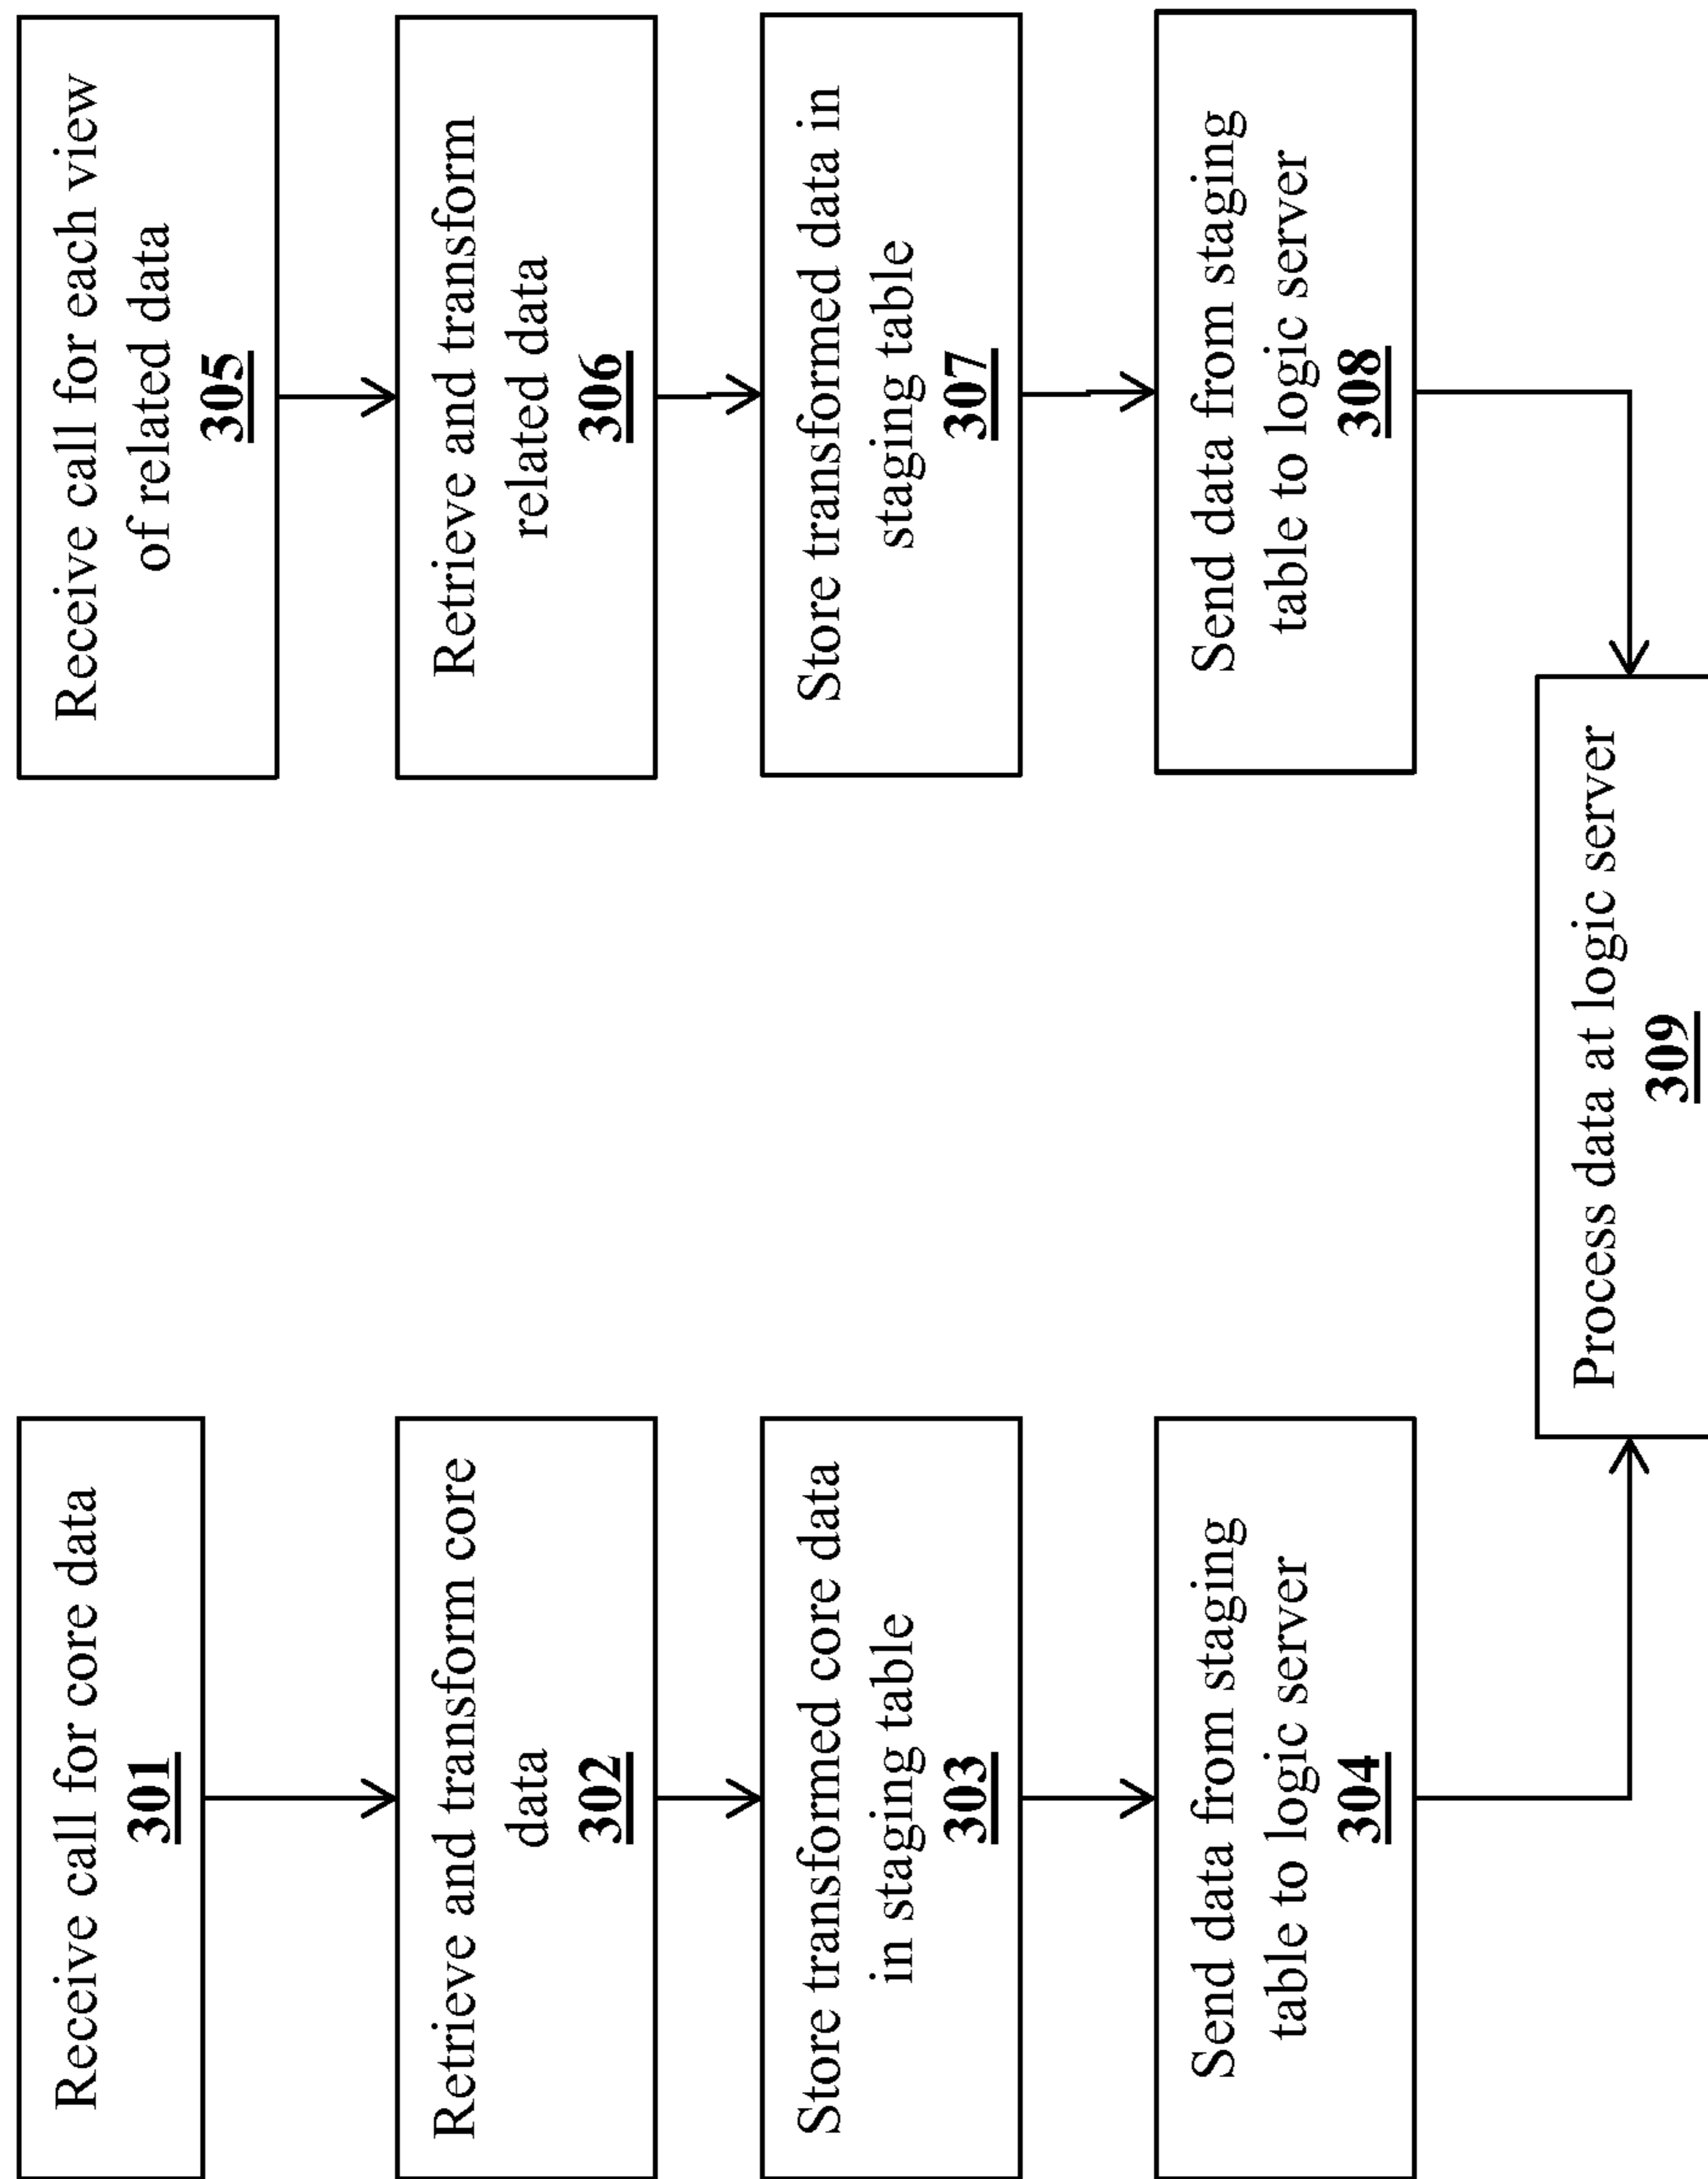 Receive call for core data
301
Retrieve and transform core
data
302
Store transformed core data
in staging table
303
Send data from staging
table to logic server
304
Receive call for each view
of related data
305
Retrieve and transform
related data
306
Store transformed data in
staging table
307
Send data from staging
table to logic server
308
Process data at logic server
309